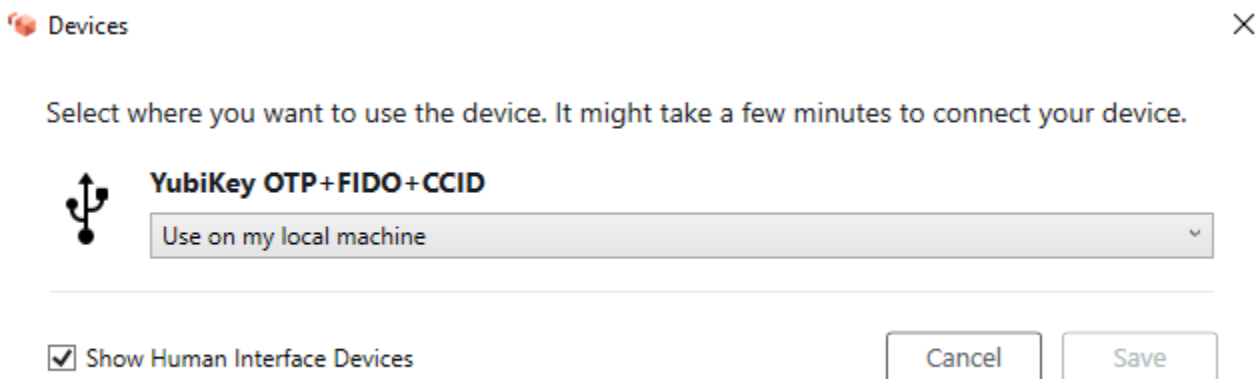 Devices
Select where you want to use the device. It might take a few minutes to connect your device.
YubiKey OTP+FIDO+CCID
Use on my local machine
Show Human Interface Devices
Cancel
Save